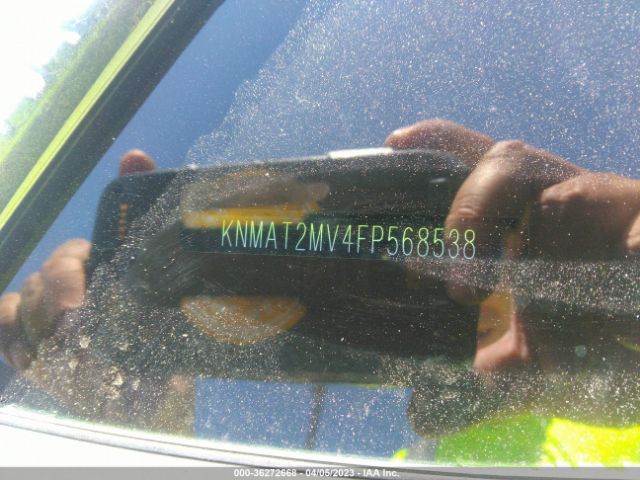 KNMAT2MV4FP568538
000-36272668 - 04/05/2023 - IAA Inc.